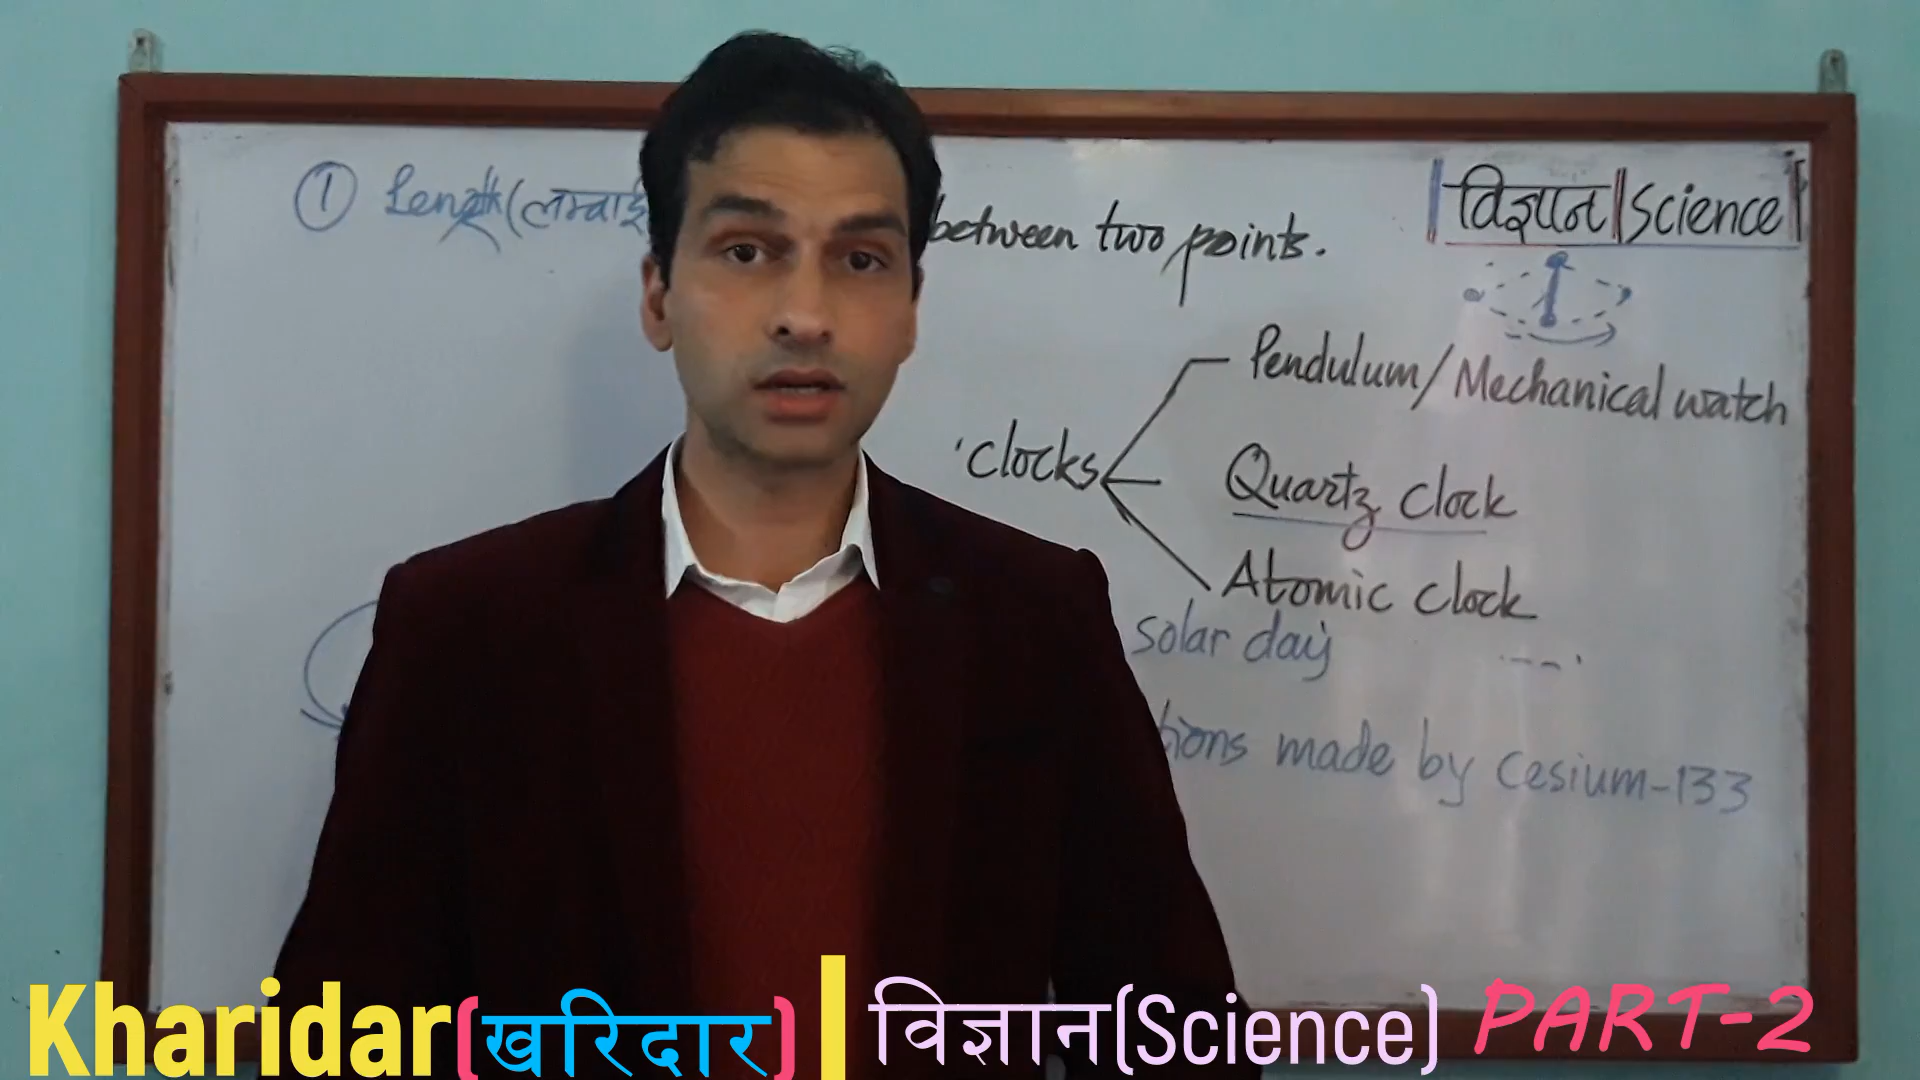 ① Length (लम्बाई
between two points.
विज्ञान | Science
Pendulum/Mechanical watch
Clocks
Quartz Clock
Atomic Clock
solar day
tions made by Cesium-133
Kharidar(खरिदार) | विज्ञान(Science) PART-2